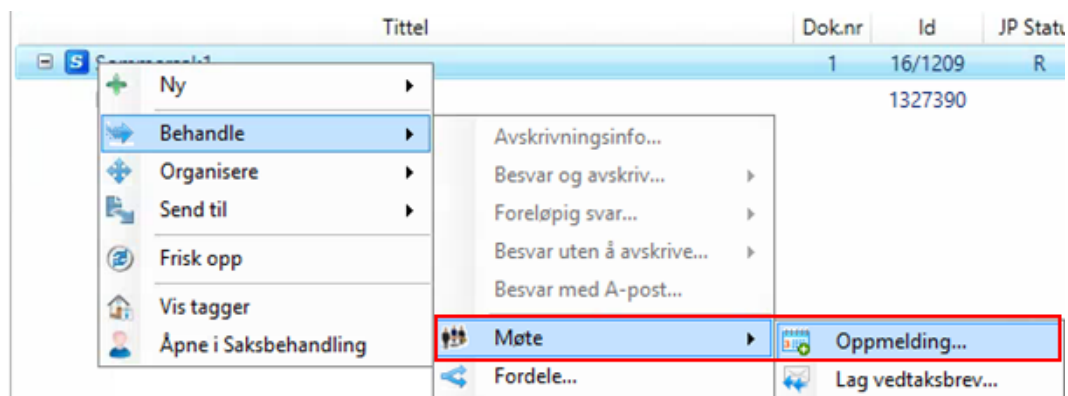 Tittel Dok.nr Id JP Statu
S 1 16/1209 R
Ny 1327390
Behandle Avskrivningsinfo...
Organisere Besvar og avskriv...
Send til Foreløpig svar...
Frisk opp Besvar uten å avskrive...
Vis tagger Besvar med A-post...
Åpne i Saksbehandling Møte Oppmelding...
Fordele... Lag vedtaksbrev...